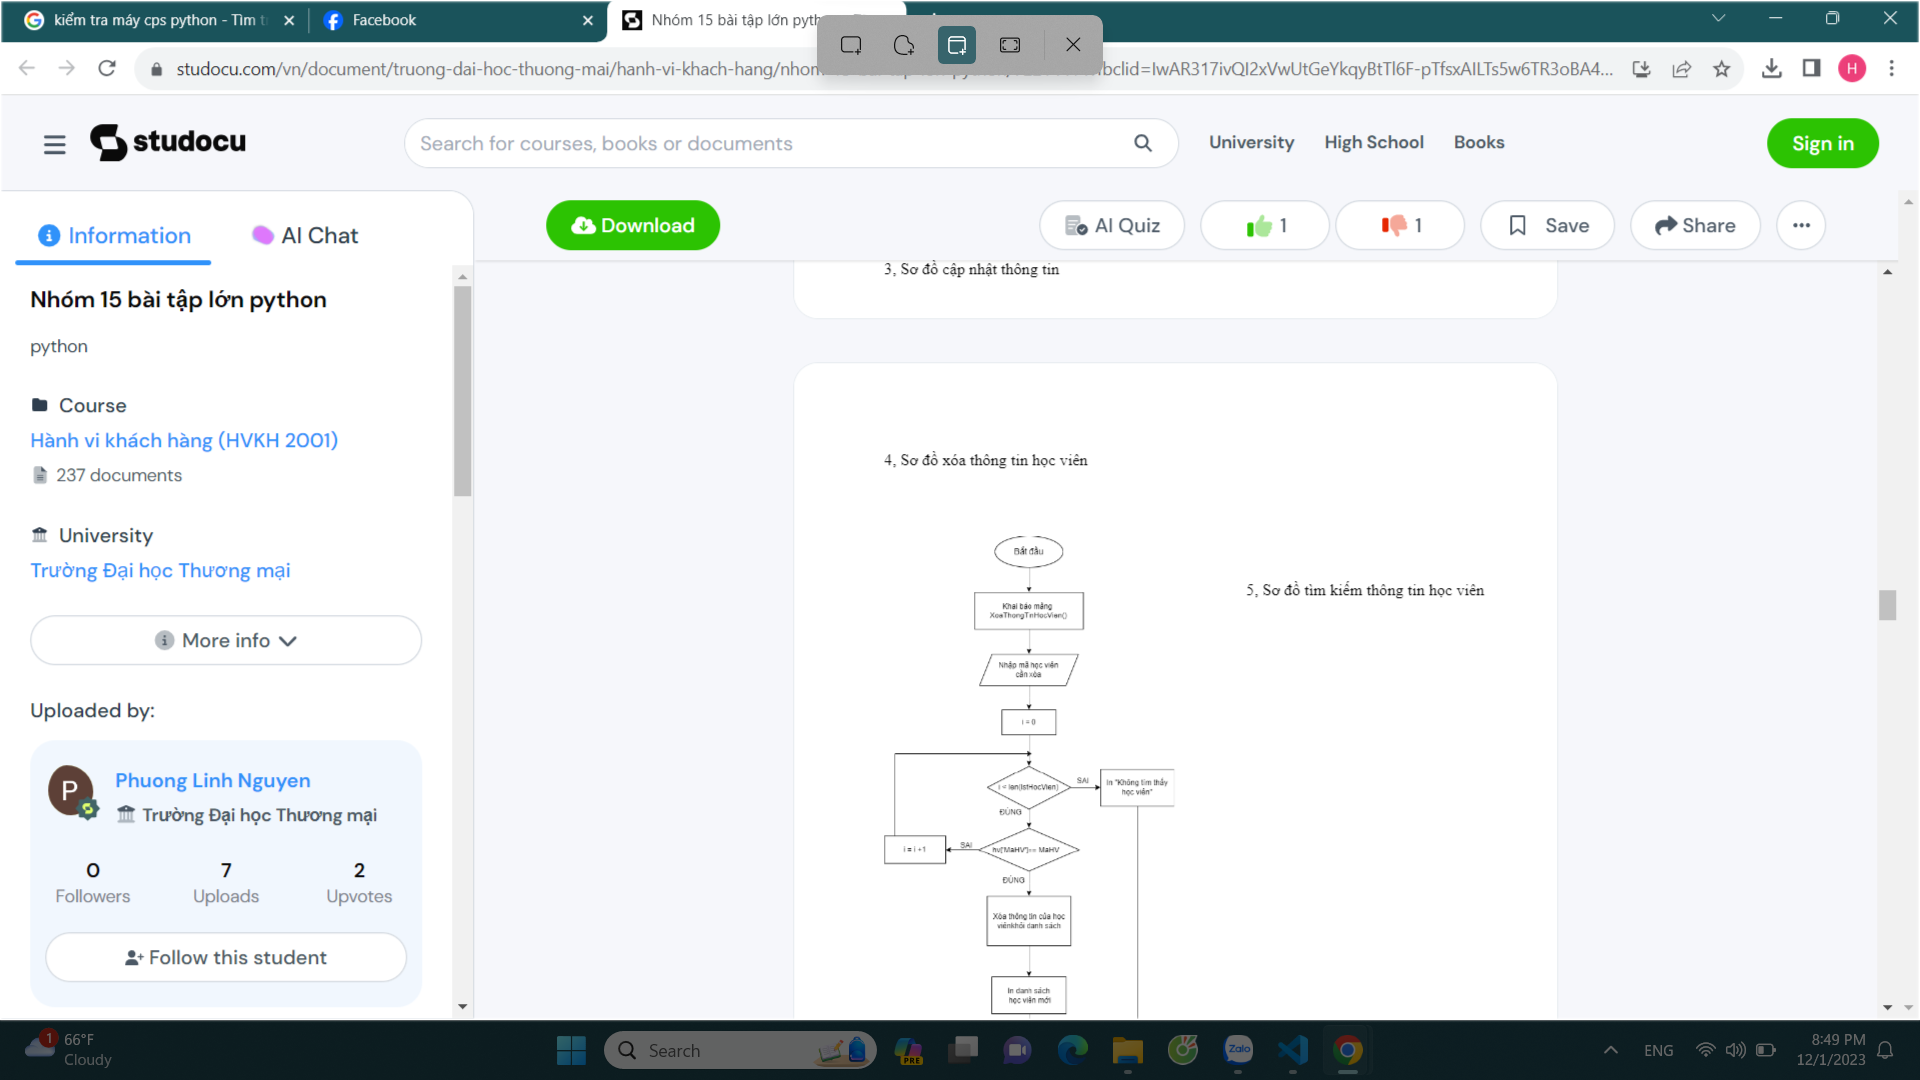 kiểm tra máy cps python - Tìm t
Facebook
Nhóm 15 bài tập lớn pyth
studocu.com/vn/document/truong-dai-hoc-thuong-mai/hanh-vi-khach-hang/nhom
bclid=IwAR317ivQI2xVwUtGeYkqyBtTl6F-pTfsxAILTs5w6TR3oBA4...
H
studocu
Search for courses, books or documents
University
High School
Books
Sign in
Information
AI Chat
Download
AI Quiz
1
1
Save
Share
Nhóm 15 bài tập lớn python
python
Course
Hành vi khách hàng (HVKH 2001)
237 documents
University
Trường Đại học Thương mại
More info
Uploaded by:
P
Phuong Linh Nguyen
Trường Đại học Thương mại
0
7
2
Followers
Uploads
Upvotes
Follow this student
3, Sơ đồ cập nhật thông tin
4, Sơ đồ xóa thông tin học viên
Bắt đầu
Khai báo mảng
XoaThongTinHocVien()
Nhập mã học viên
cần xóa
i = 0
i < len(lstHocVien)
SAI
In "Không tìm thấy
học viên"
ĐÚNG
hv['MaHV']== MaHV
SAI
i = i +1
ĐÚNG
Xóa thông tin của học
viênkhỏi danh sách
In danh sách
học viên mới
5, Sơ đồ tìm kiếm thông tin học viên
1
66°F
Cloudy
Search
PRE
Zalo
ENG
8:49 PM
12/1/2023